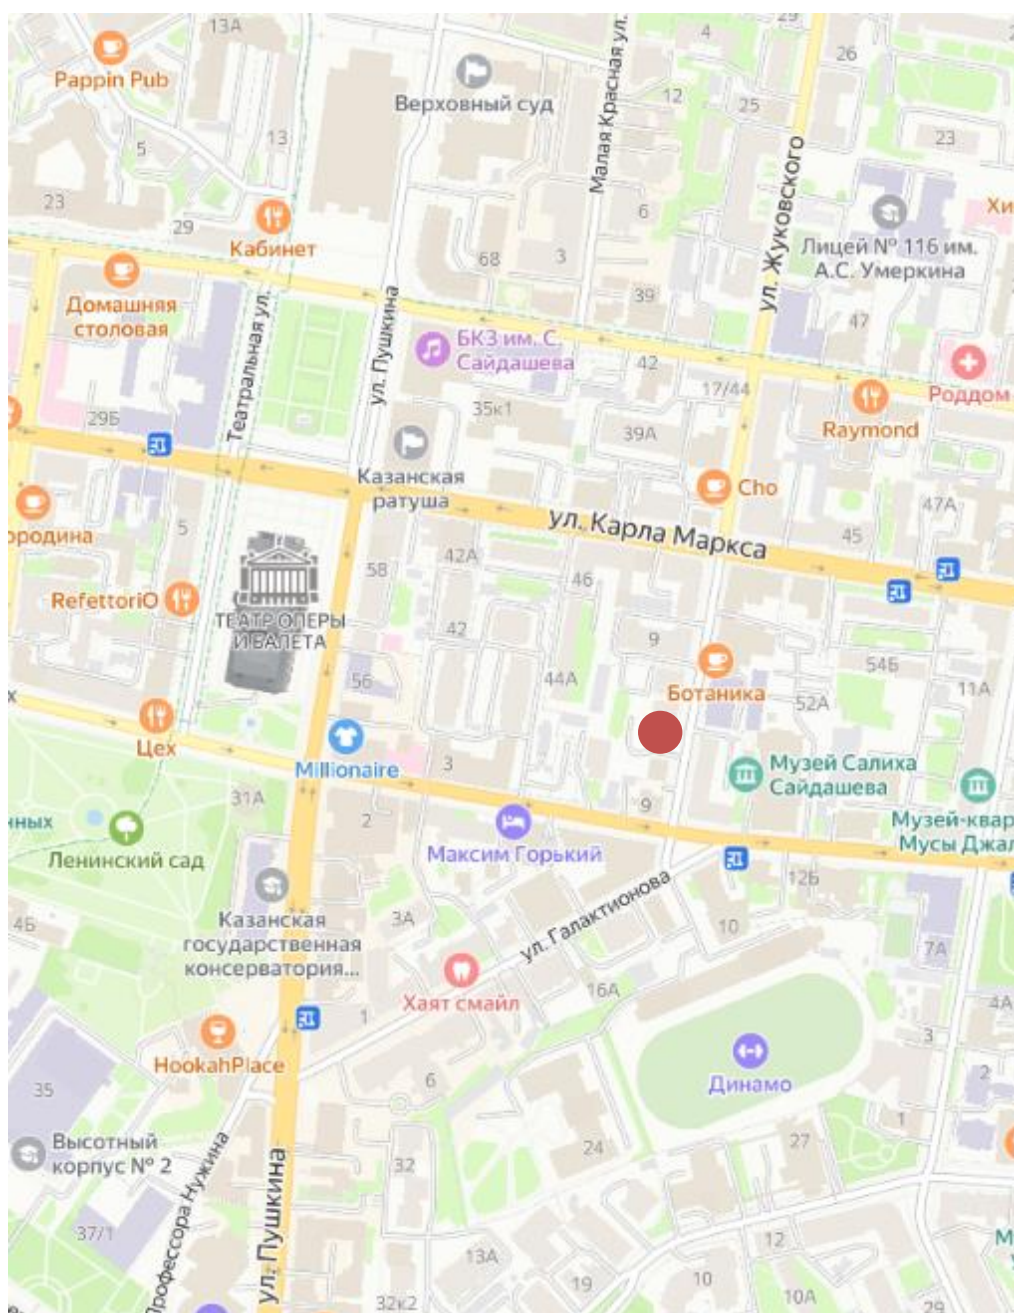 13А
29
4
26
Pappin Pub
Верховный суд
Малая Красная ул.
12
25
23
5
13
ул. Жуковского
23
29
Кабинет
6
Лицей № 116 им.
А.С. Умеркина
Хи
68
3
39
Домашняя
столовая
Театральная ул.
ул. Пушкина
47
БКЗ им. С.
Сайдашева
42
17/44
Роддом
29Б
35к1
39А
Raymond
Казанская
ратуша
Cho
47А
ородина
5
ул. Карла Маркса
45
42А
58
46
RefettoriO
ТЕАТР ОПЕРЫ
И БАЛЕТА
42
9
54Б
56
44А
Ботаника
11А
52А
х
Цех
Millionaire
3
Музей Салиха
Сайдашева
31А
2
9
нных
Ленинский сад
Максим Горький
Музей-квар
Мусы Джал
12Б
4Б
Казанская
государственная
консерватория...
3А
ул. Галактионова
10
7А
Хаят смайл
16А
4А
1
3
HookahPlace
35
6
Динамо
2
1
Высотный
корпус № 2
Профессора Нужина
ул. Пушкина
32
24
27
37/1
13А
12
М
19
10
32к2
10А
29